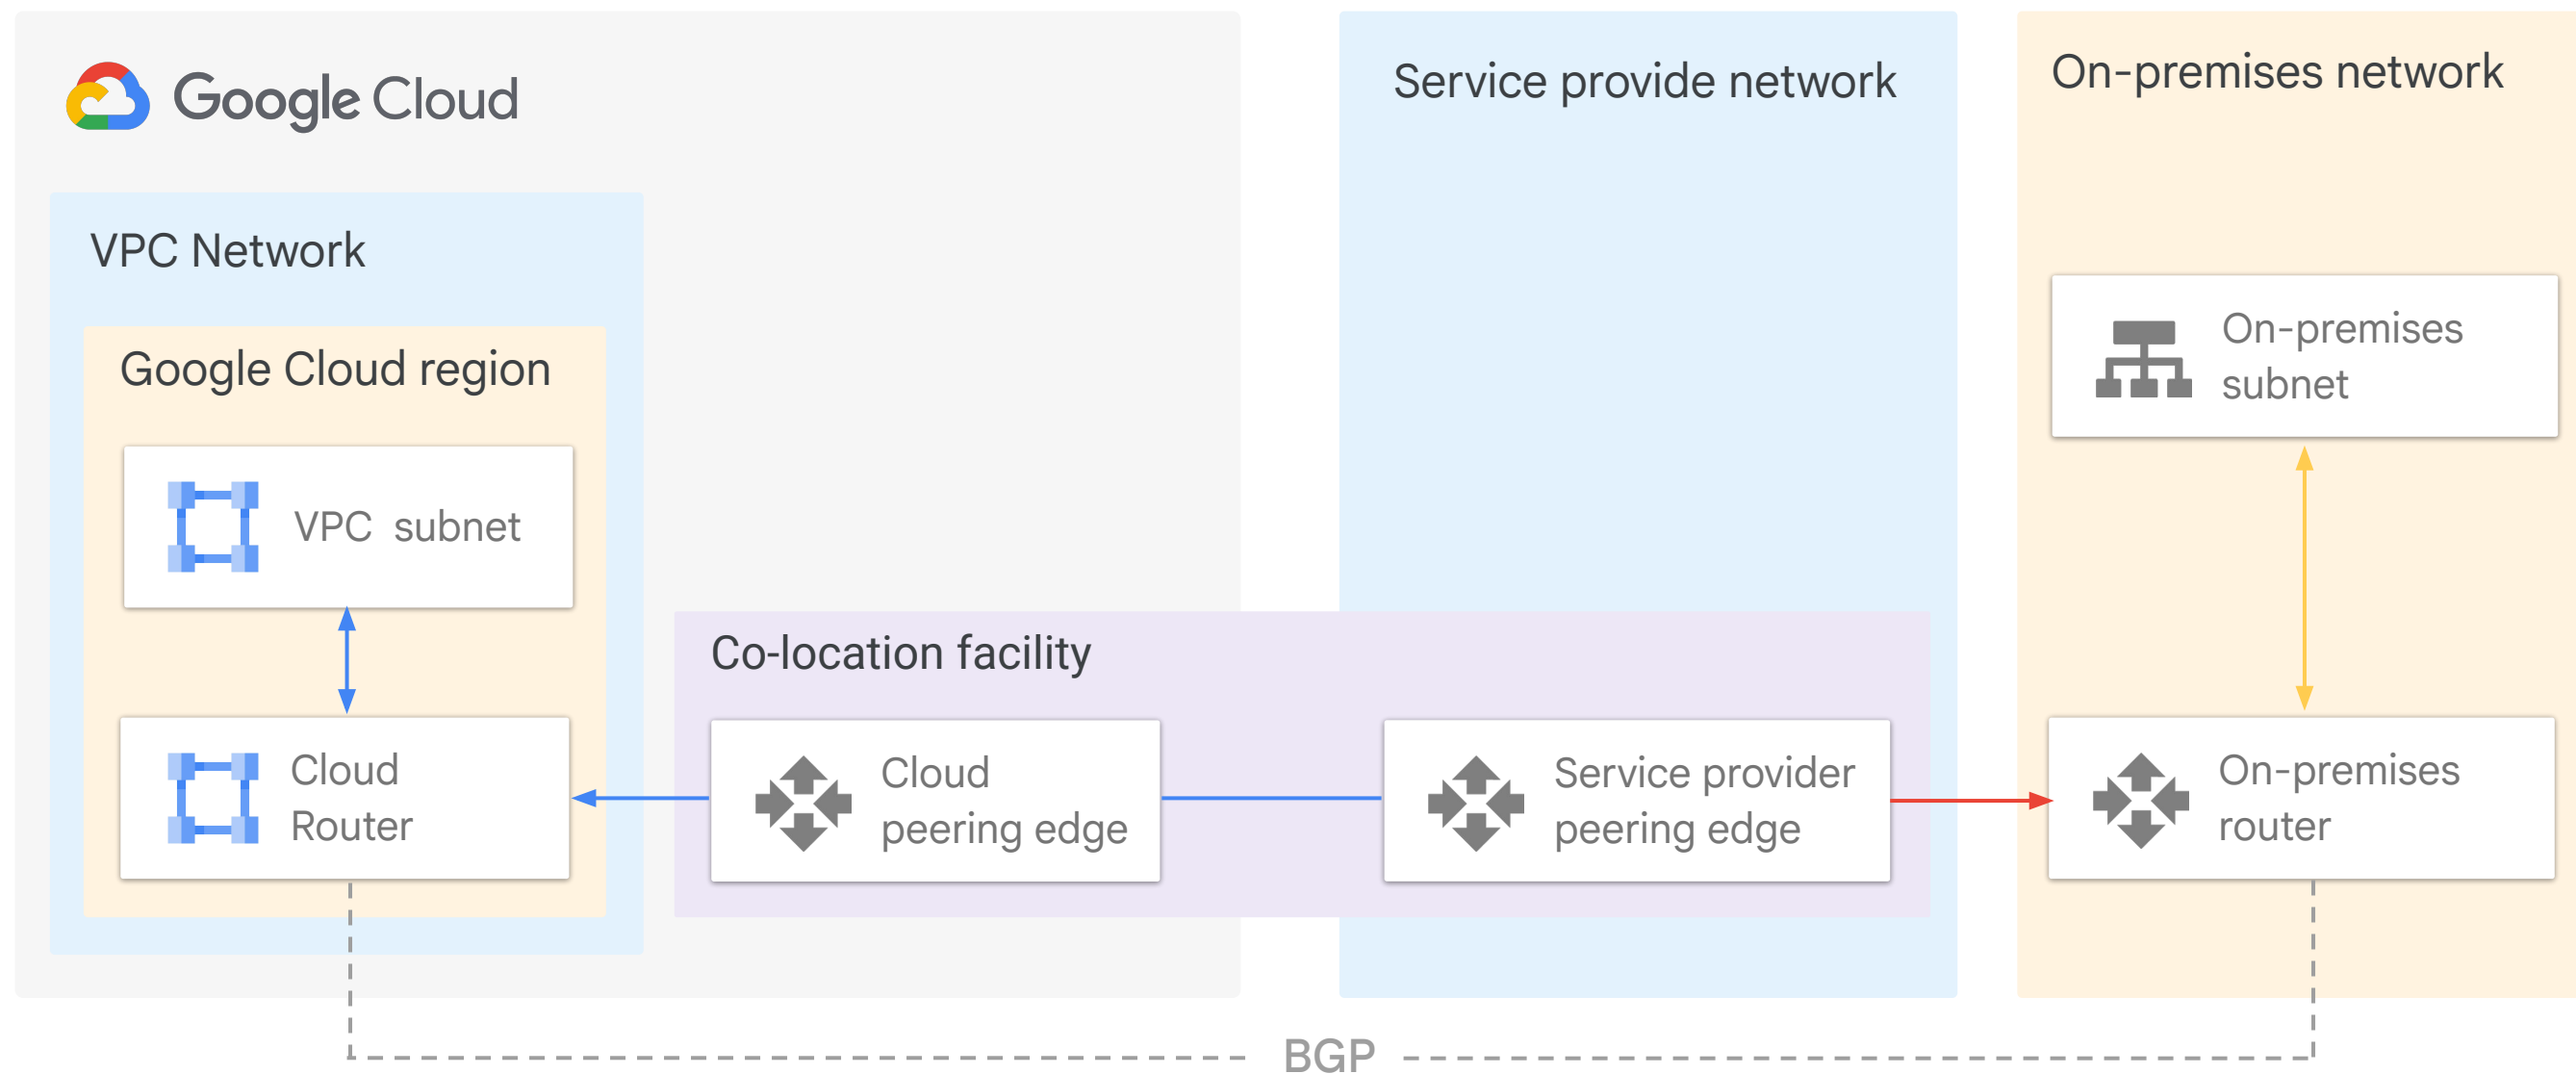 Google Cloud
Service provide network
On-premises network
VPC Network
Google Cloud region
On-premises
subnet
VPC subnet
Co-location facility
Cloud
Router
Cloud
peering edge
Service provider
peering edge
On-premises
router
BGP